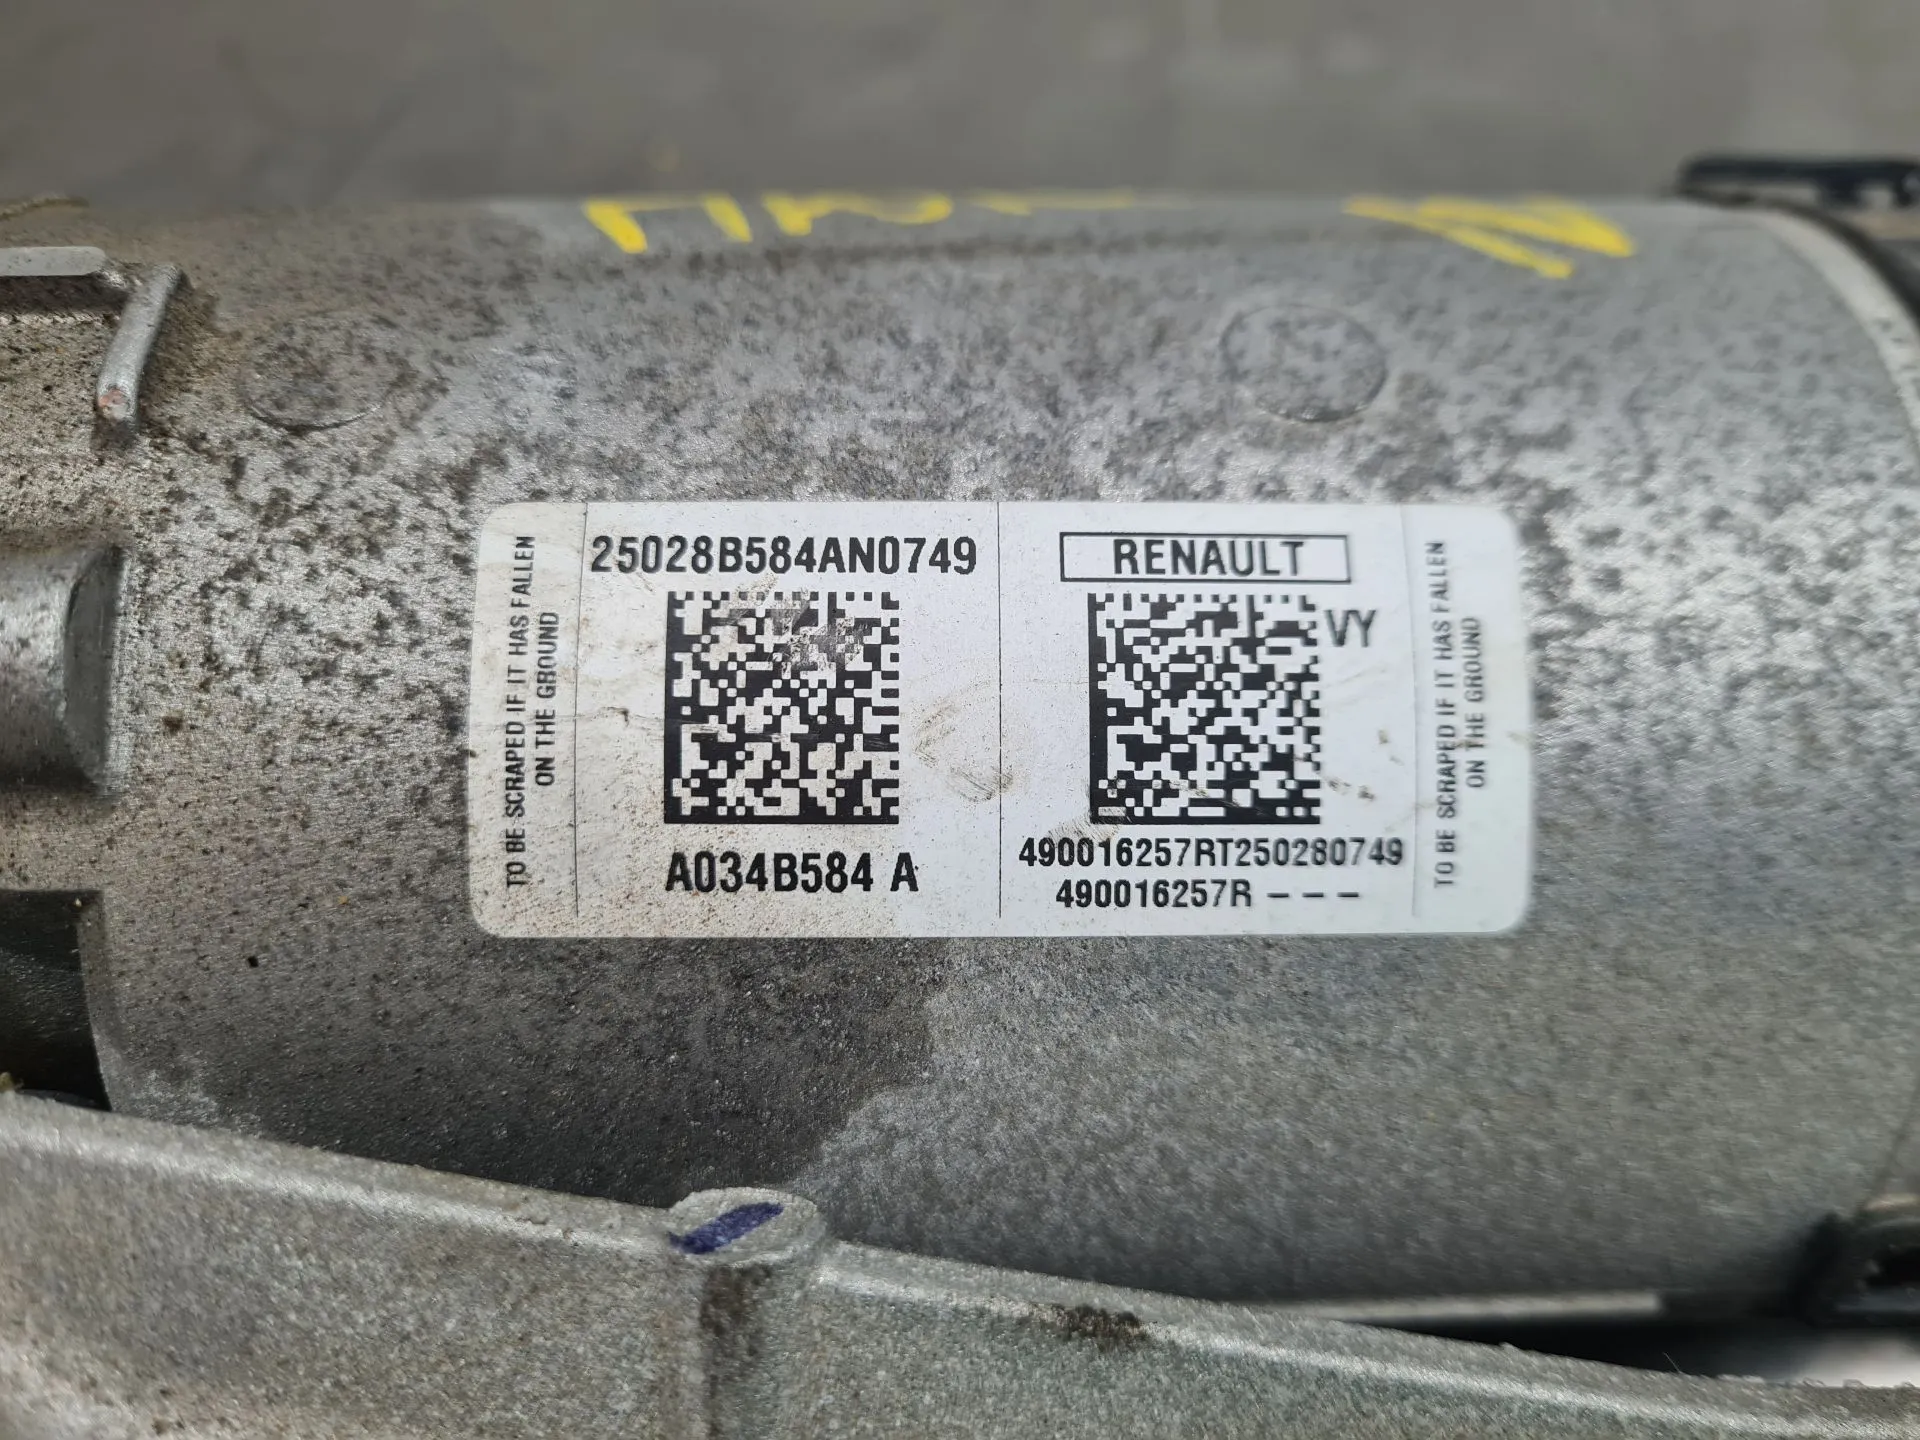 TO BE SCRAPED IF IT HAS FALLEN
ON THE GROUND
25028B584AN0749
A034B584 A
RENAULT
VY
490016257RT250280749
490016257R – – –
TO BE SCRAPED IF IT HAS FALLEN
ON THE GROUND